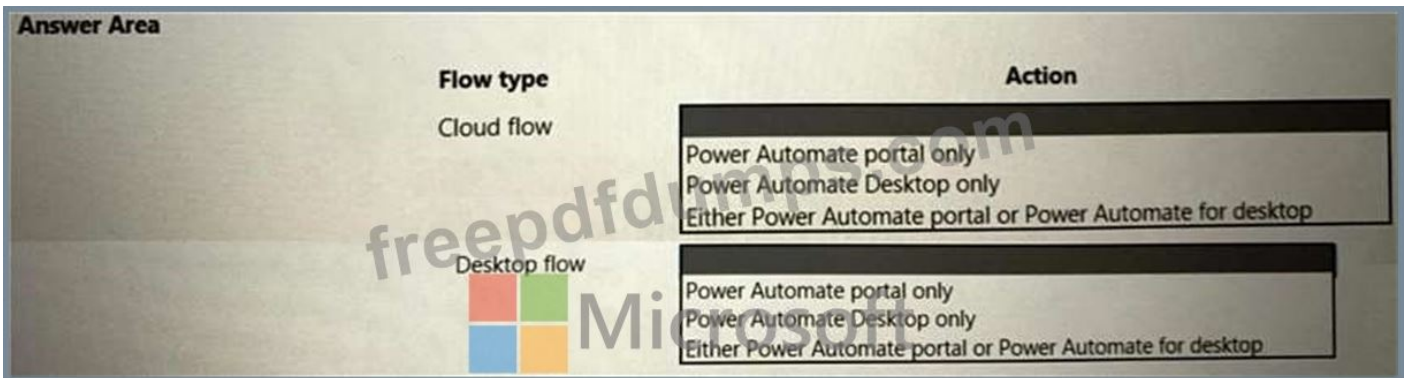 Answer Area
Flow type Action
Cloud flow
Power Automate portal only
Power Automate Desktop only
Either Power Automate portal or Power Automate for desktop
freepdfdumps.com
Desktop flow
Power Automate portal only
Power Automate Desktop only
Either Power Automate portal or Power Automate for desktop
Microsoft